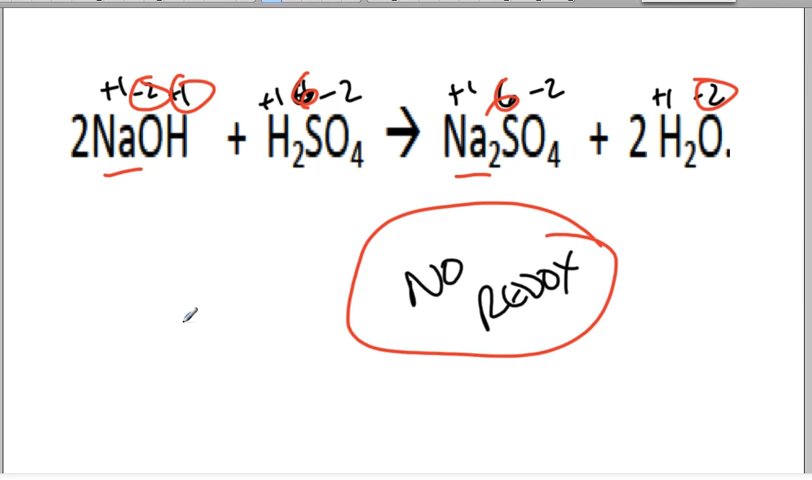 +1 -2 +1 +1 6 -2 +1 6 -2 +1 -2
2NaOH + H₂SO₄ → Na₂SO₄ + 2 H₂O.
NO
REDOX